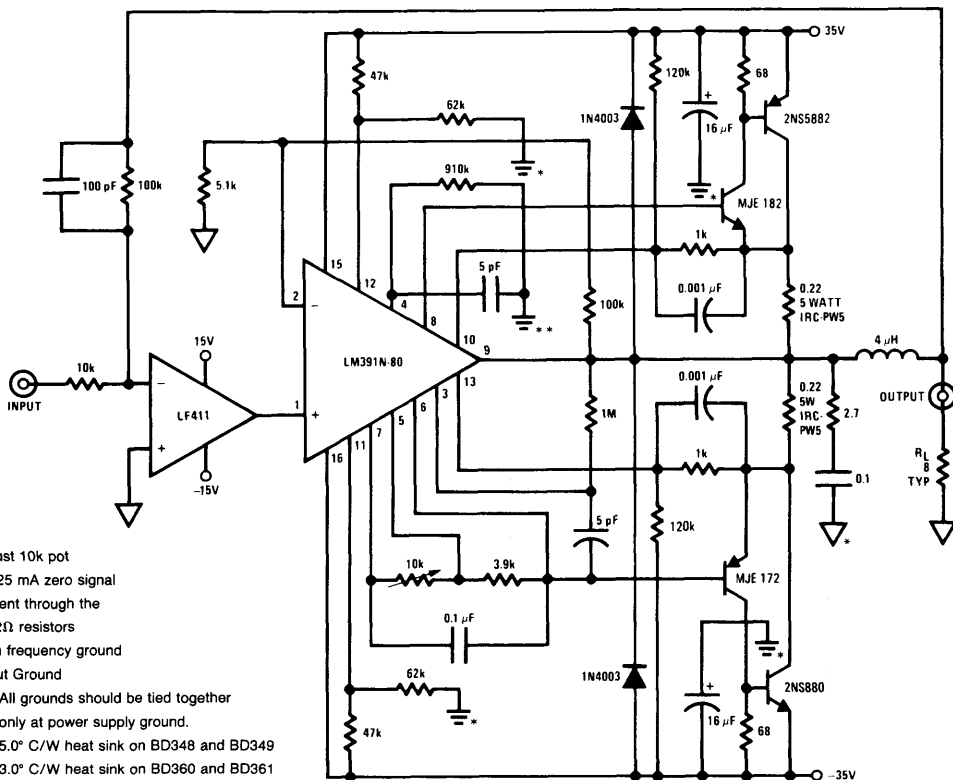 35V
47k
120k
68
62k
1N4003
+
16 µF
2NS5882
*
*
100 pF
100k
5.1k
910k
MJE 182
15
12
4
5 pF
8
1k
2
−
100k
0.001 µF
0.22
5 WATT
IRC-PW5
**
10
4 µH
LM391N-80
9
15V
10k
INPUT
−
LF411
+
−15V
1
+
13
3
6
5
7
11
16
1M
0.001 µF
1k
0.22
5W
IRC-
PW5
2.7
OUTPUT
RL
8
TYP
0.1
*
5 pF
120k
10k
3.9k
MJE 172
0.1 µF
62k
*
1N4003
*
+
16 µF
2NS880
47k
68
−35V
ust 10k pot
25 mA zero signal
ent through the
2Ω resistors
n frequency ground
ut Ground
All grounds should be tied together
only at power supply ground.
5.0° C/W heat sink on BD348 and BD349
3.0° C/W heat sink on BD360 and BD361